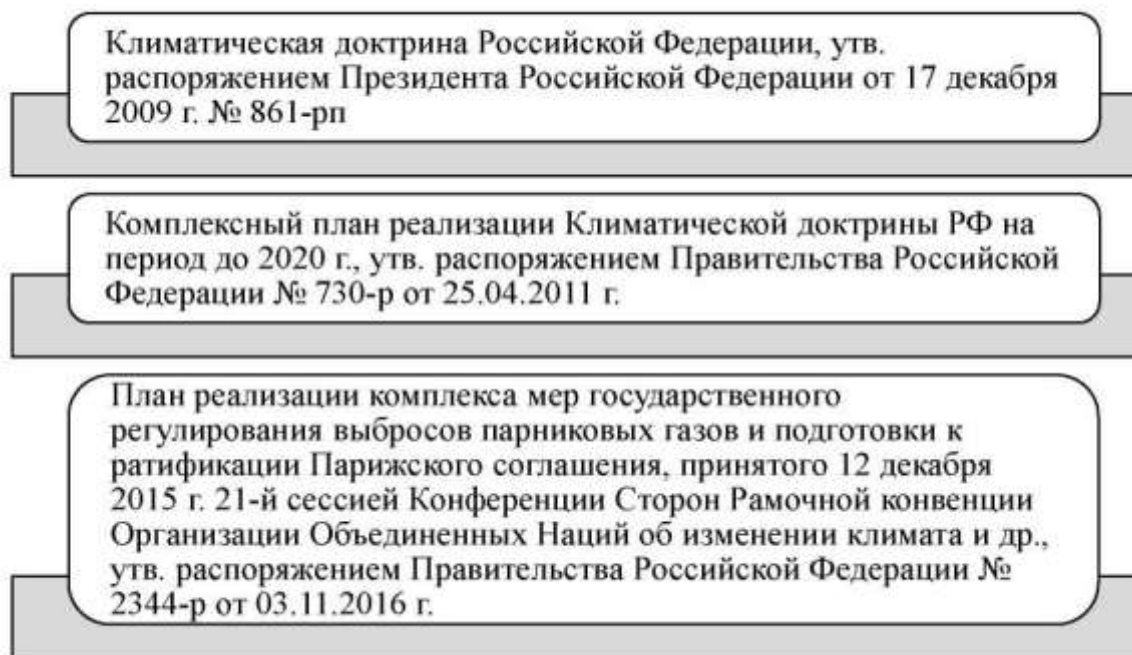 Климатическая доктрина Российской Федерации, утв.
распоряжением Президента Российской Федерации от 17 декабря
2009 г. № 861-рп
Комплексный план реализации Климатической доктрины РФ на
период до 2020 г., утв. распоряжением Правительства Российской
Федерации № 730-р от 25.04.2011 г.
План реализации комплекса мер государственного
регулирования выбросов парниковых газов и подготовки к
ратификации Парижского соглашения, принятого 12 декабря
2015 г. 21-й сессией Конференции Сторон Рамочной конвенции
Организации Объединенных Наций об изменении климата и др.,
утв. распоряжением Правительства Российской Федерации №
2344-р от 03.11.2016 г.